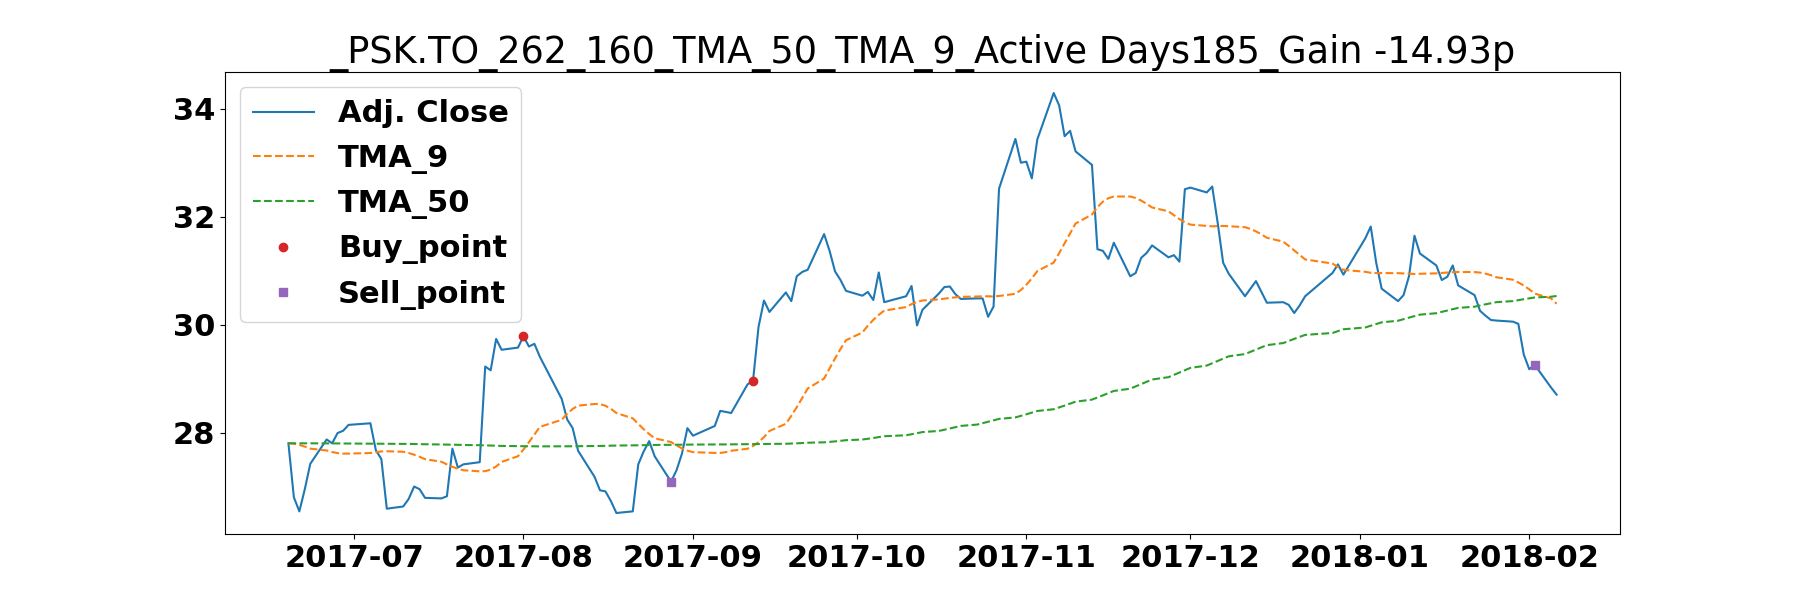 _PSK.TO_262_160_TMA_50_TMA_9_Active Days185_Gain -14.93p
34
32
30
28
Adj. Close
TMA_9
TMA_50
Buy_point
Sell_point
2017-07 2017-08 2017-09 2017-10 2017-11 2017-12 2018-01 2018-02